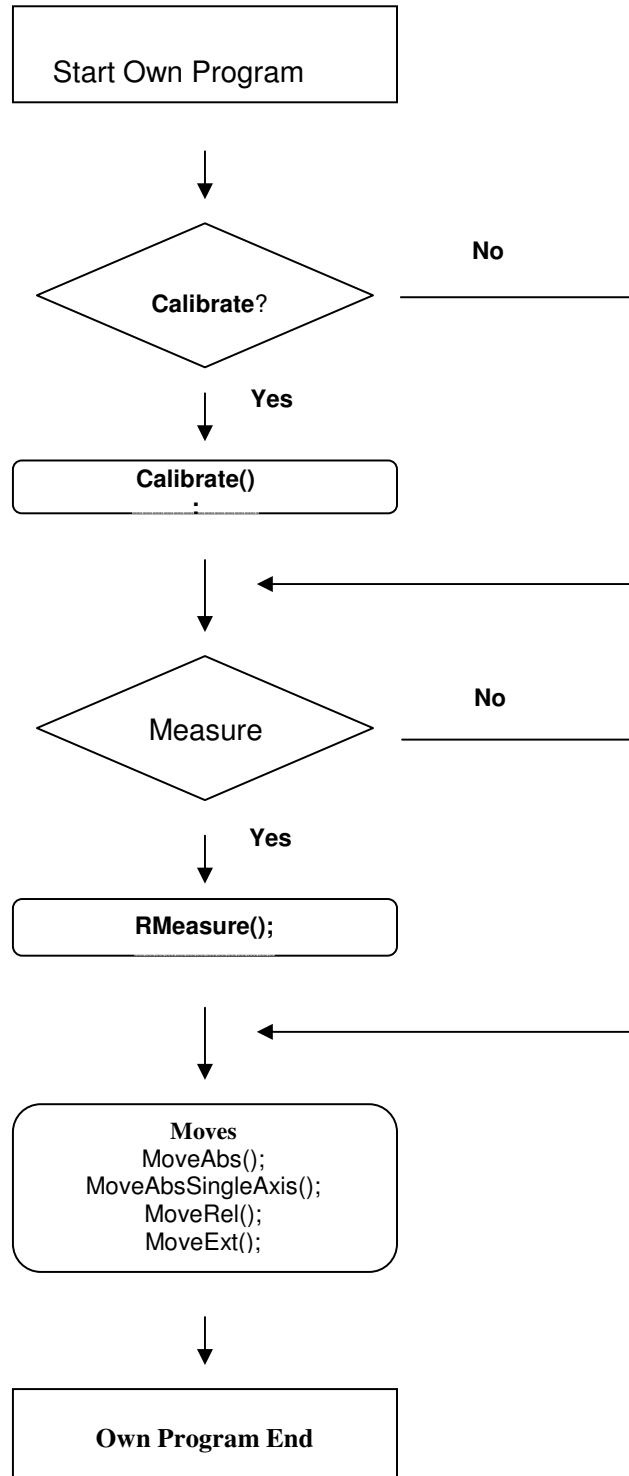 Start Own Program
No
Calibrate?
Yes
Calibrate()
;
Measure
No
Yes
RMeasure();
Moves
MoveAbs();
MoveAbsSingleAxis();
MoveRel();
MoveExt();
Own Program End